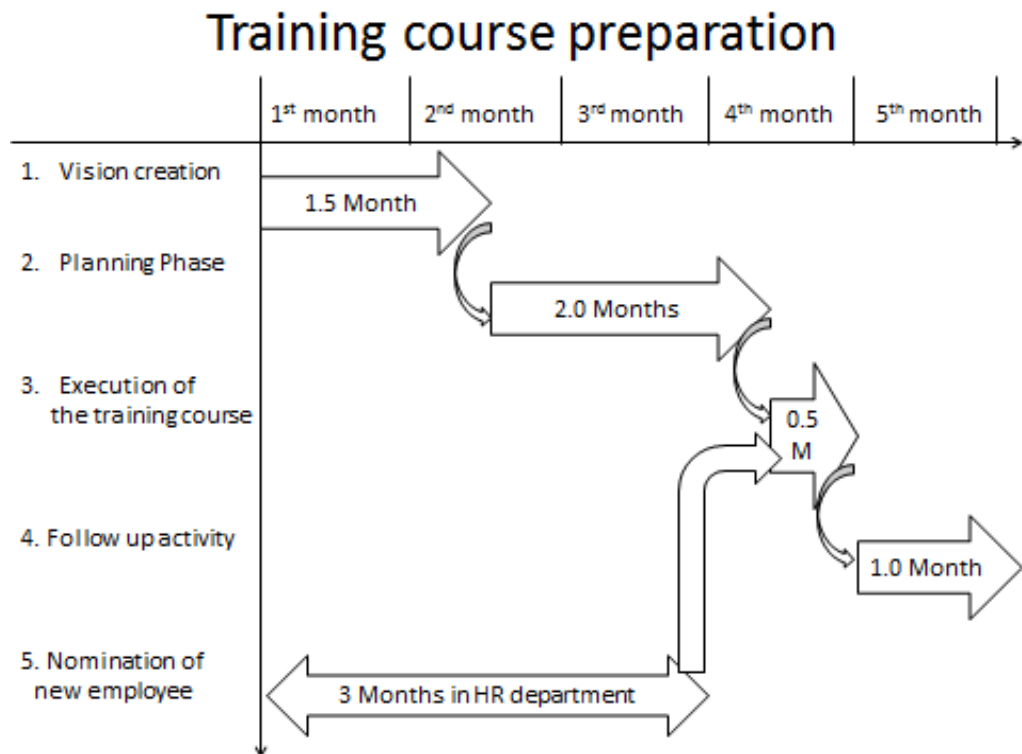 Training course preparation
1st month
2nd month
3rd month
4th month
5th month
1. Vision creation
1.5 Month
2. Planning Phase
2.0 Months
3. Execution of
the training course
0.5
M
4. Follow up activity
1.0 Month
5. Nomination of
new employee
3 Months in HR department